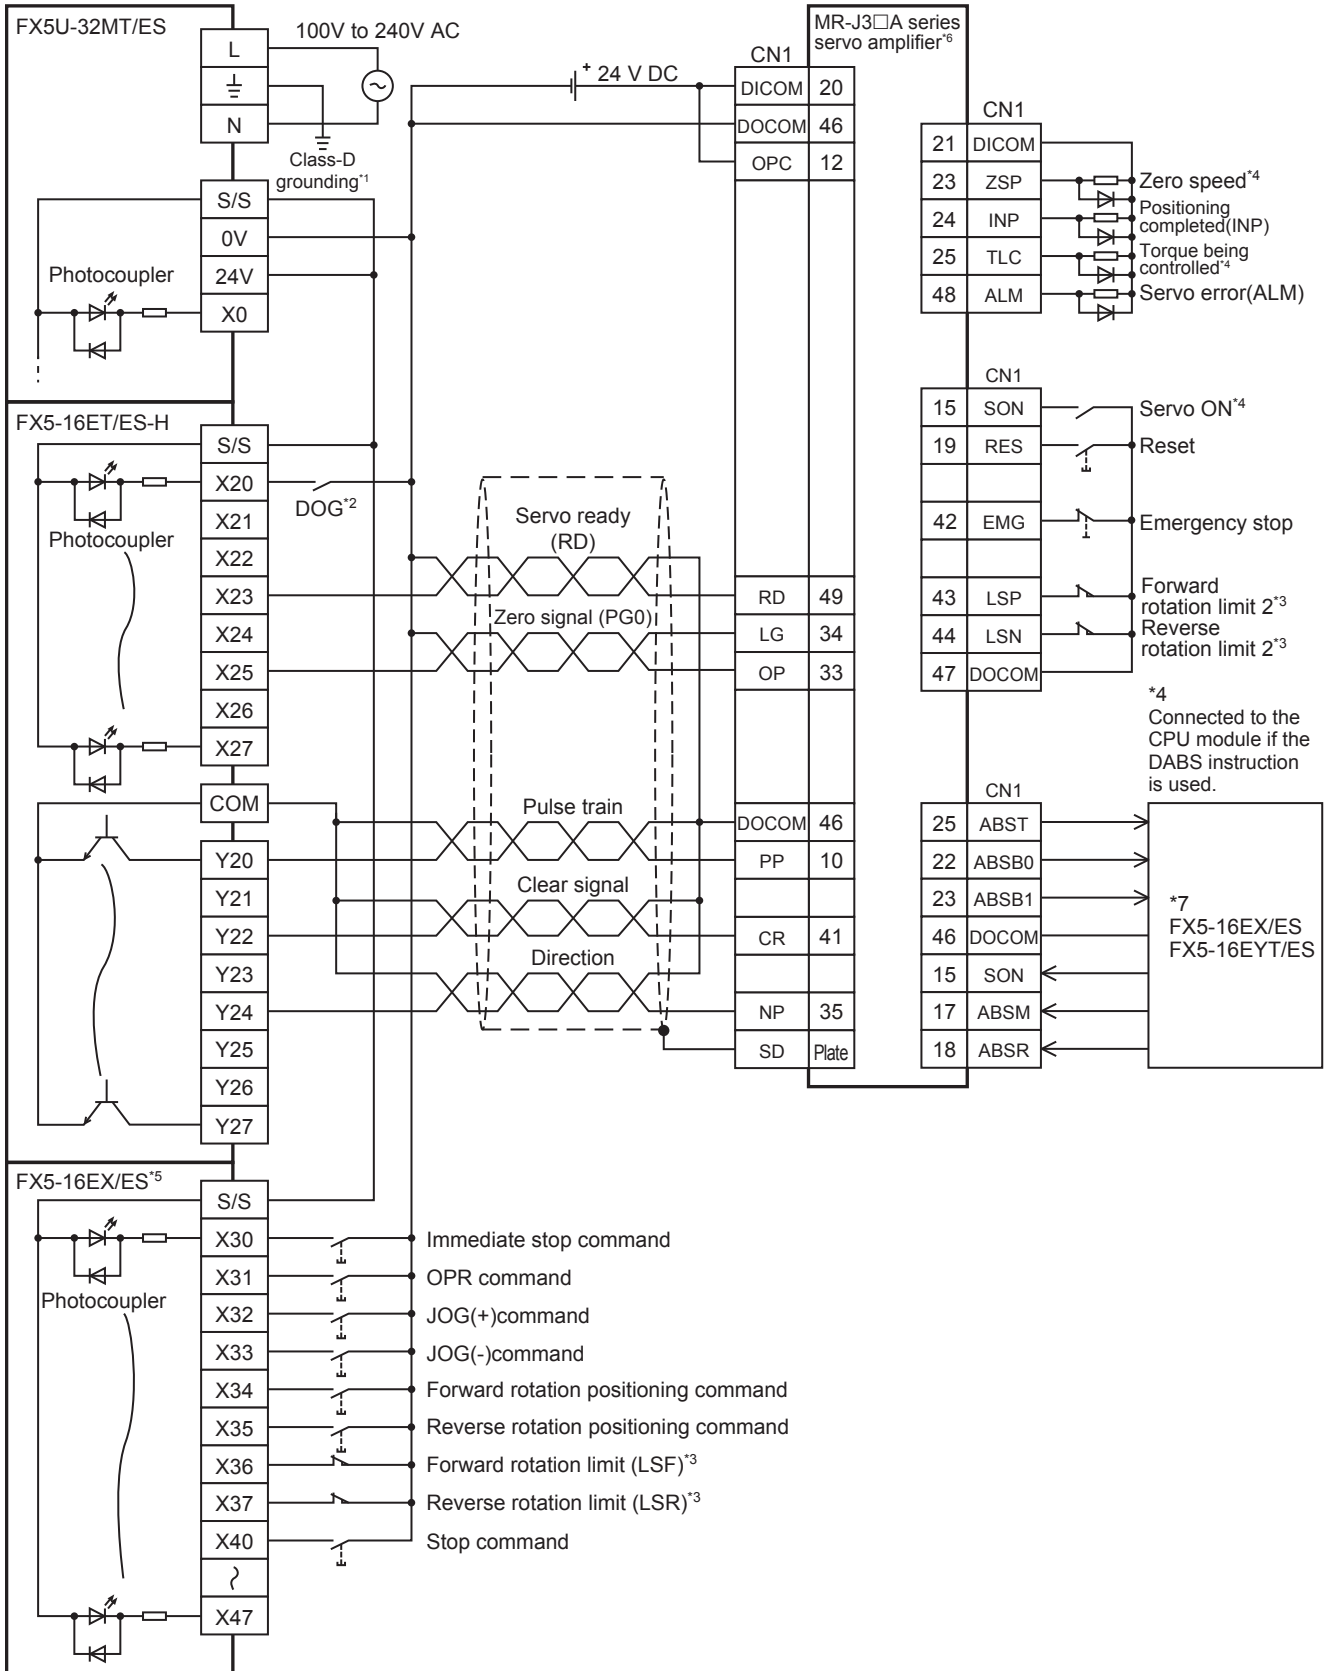 FX5U-32MT/ES
L
N
100V to 240V AC
Class-D
grounding*1
S/S
0V
24V
X0
Photocoupler
FX5-16ET/ES-H
S/S
X20
X21
X22
X23
X24
X25
X26
X27
Photocoupler
DOG*2
COM
Y20
Y21
Y22
Y23
Y24
Y25
Y26
Y27
FX5-16EX/ES*5
S/S
X30 Immediate stop command
X31 OPR command
X32 JOG(+)command
X33 JOG(-)command
X34 Forward rotation positioning command
X35 Reverse rotation positioning command
X36 Forward rotation limit (LSF)*3
X37 Reverse rotation limit (LSR)*3
X40 Stop command
X47
Photocoupler
+ 24 V DC
Servo ready
(RD)
Zero signal (PG0)
Pulse train
Clear signal
Direction
MR-J3□A series
servo amplifier*6
CN1
DICOM 20
DOCOM 46
OPC 12
RD 49
LG 34
OP 33
DOCOM 46
PP 10
CR 41
NP 35
SD Plate
CN1
21 DICOM
23 ZSP Zero speed*4
24 INP Positioning
completed(INP)
25 TLC Torque being
controlled*4
48 ALM Servo error(ALM)
CN1
15 SON Servo ON*4
19 RES Reset
42 EMG Emergency stop
43 LSP Forward
rotation limit 2*3
44 LSN Reverse
rotation limit 2*3
47 DOCOM
*4
Connected to the
CPU module if the
DABS instruction
is used.
CN1
25 ABST
22 ABSB0
23 ABSB1
46 DOCOM
15 SON
17 ABSM
18 ABSR
*7
FX5-16EX/ES
FX5-16EYT/ES